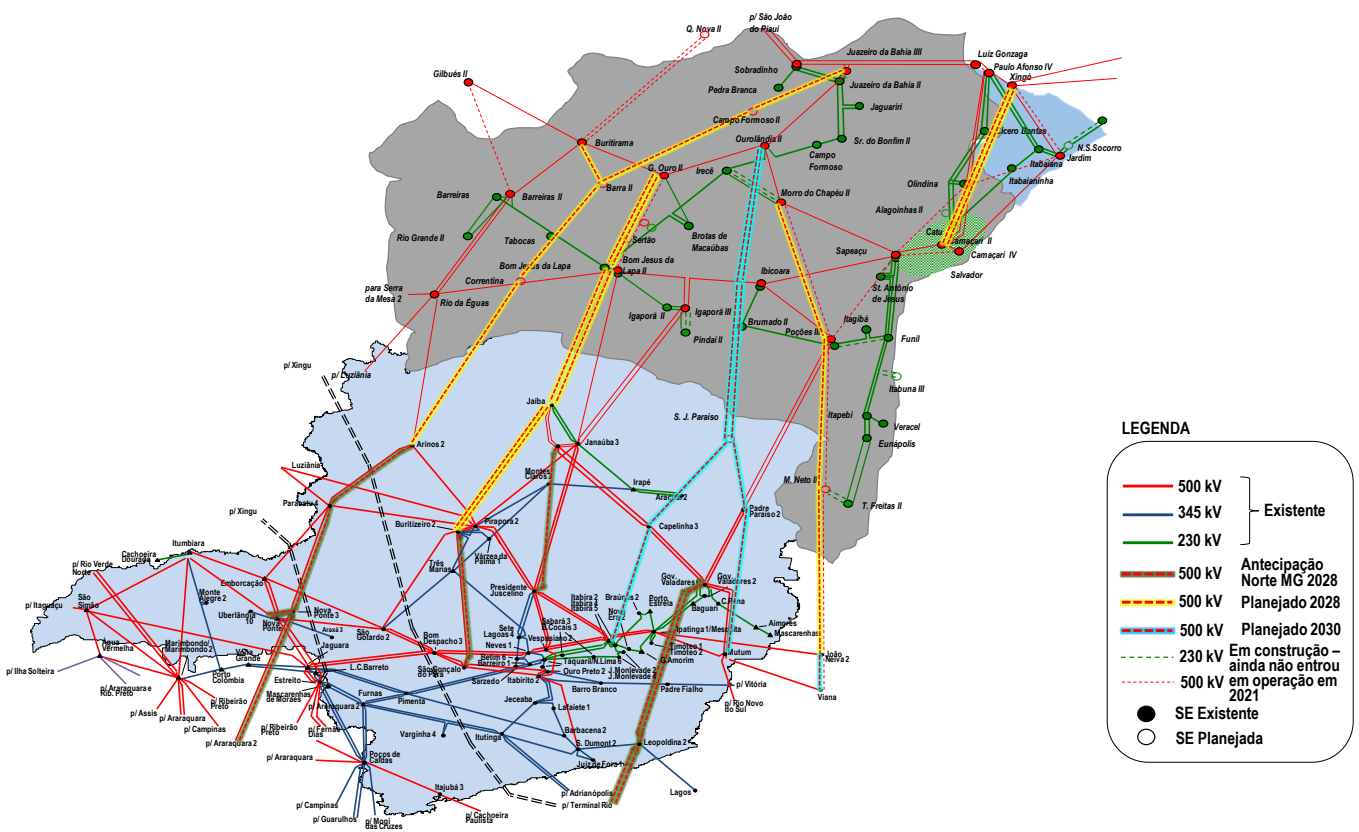 p/ São João
do Piauí
Q. Nova II
Juazeiro da Bahia IIII
Luiz Gonzaga
Paulo Afonso IV
Xingó
Sobradinho
Gilbués II
Pedra Branca
Juazeiro da Bahia II
Jaguariri
Campo Formoso II
Cícero Dantas
Buritirama
Ourolândia II
Sr. do Bonfim II
N.S.Socorro
Jardim
Itabaiana
Campo
Formoso
Itabaianinha
G. Ouro II
Irecê
Barra II
Morro do Chapéu II
Olindina
Barreiras
Barreiras II
Alagoinhas II
Rio Grande II
Tabocas
Sertão
Brotas de
Macaúbas
Catu
Camaçari II
Sapeaçu
Camaçari IV
Salvador
Bom Jesus da Lapa
Bom Jesus da
Lapa II
Correntina
Ibicoara
St. Antônio
de Jesus
para Serra
da Mesa 2
Rio da Éguas
Igaporã II
Igaporã III
Brumado II
Itagibá
Poções III
Funil
Pindaí II
p/ Xingu
p/ Luziânia
Itabuna III
Jaíba
S. J. Paraíso
Itapebi
Veracel
Eunápolis
Arinos 2
Janaúba 3
Luziânia
Montes
Claros 2
Irapé
Araçuaí 2
M. Neto II
T. Freitas II
Paracatu 4
p/ Xingu
Buritizeiro 2
Pirapora 2
Capelinha 3
Padre
Paraíso 2
Várzea da
Palma 1
Itumbiara
Cachoeira
Dourada
p/ Rio Verde
Norte
Três
Marias
Emborcação
Presidente
Juscelino
Gov.
Valadares 6
Gov.
Valadares 2
p/ Itaguaçu
São
Simão
Monte
Alegre 2
Itabira 2
Itabira 4
Itabira 5
Braúnas 2
Porto
Estrela
C.Pena
Baguari
Uberlândia
10
Nova
Ponte 3
Nova
Ponte
Araxá 3
Jaguara
Nova
Era 2
Sabará 3
B.Cocais 3
Aimorés
Mascarenhas
São
Gotardo 2
Bom
Despacho 3
Sete
Lagoas 4
Vespasiano 2
Neves 1
Ipatinga 1/Mesquita
Timóteo 1
Timóteo 2
G.Amorim
Mutum
João
Neiva 2
Água
Vermelha
Marimbondo/
Marimbondo 2
Volta
Grande
Betim 6
Barreiro 1
Taquaril/N.Lima 6
Ouro Preto 2
J.Monlevade 2
J.Monlevade 4
p/ Ilha Solteira
Porto
Colombia
L.C.Barreto
Estreito
São Gonçalo
do Pará
Sarzedo
Itabirito 2
Barro Branco
Padre Fialho
p/ Vitória
Viana
p/ Araraquara e
Rib. Preto
Mascarenhas
de Moraes
Furnas
Pimenta
Jeceaba
Lafaiete 1
p/ Rio Novo
do Sul
p/ Ribeirão
Preto
p/ Araraquara 2
p/ Assis
p/ Araraquara
p/ Campinas
p/ Ribeirão
Preto
p/ Fernão
Dias
p/ Araraquara 2
Varginha 4
Itutinga
Barbacena 2
S. Dumont 2
Leopoldina 2
p/ Araraquara
Poços de
Caldas
Juiz de Fora 1
Itajubá 3
p/ Adrianópolis
Lagos
p/ Campinas
p/ Guarulhos
p/ Mogi
das Cruzes
p/ Cachoeira
Paulista
p/ Terminal Rio
LEGENDA
500 kV
345 kV
Existente
230 kV
500 kV Antecipação
Norte MG 2028
500 kV Planejado 2028
500 kV Planejado 2030
230 kV Em construção –
ainda não entrou
em operação em
500 kV 2021
SE Existente
SE Planejada